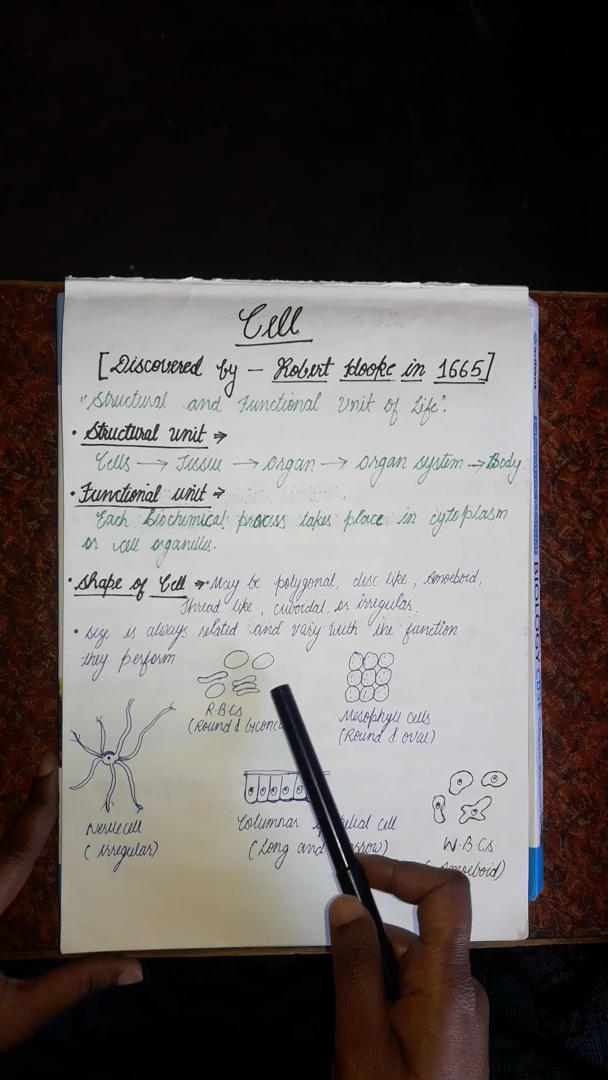 Cell
[Discovered by - Robert Hooke in 1665]
"Structural and Functional Unit of Life".
• Structural unit ⇒
Cells → Tissue → Organ → Organ system → Body
• Functional unit ⇒
Each Biochemical process takes place in cytoplasm
or cell organelles.
• Shape of Cell → • May be polygonal, disc like, Amoeboid,
Thread like, cuboidal, or irregular.
• Size is always related and vary with the function
they perform
R.B.Cs
(Round &
Mesophyll cells
(Round & oval)
Nerve cell
(Irregular)
Columnar cell
(Long and
W.B.Cs
Amoeboid)
BIOLOGY